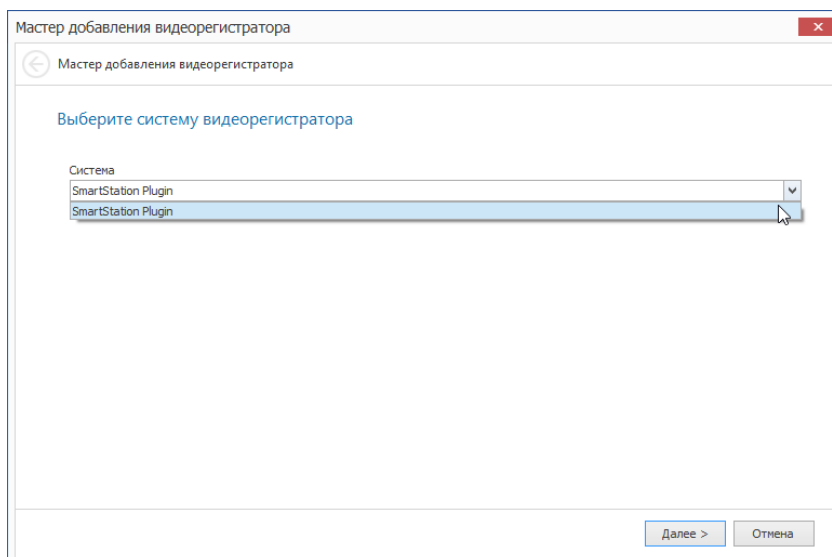 Мастер добавления видеорегистратора
Мастер добавления видеорегистратора
Выберите систему видеорегистратора
Система
SmartStation Plugin
SmartStation Plugin
Далее >
Отмена